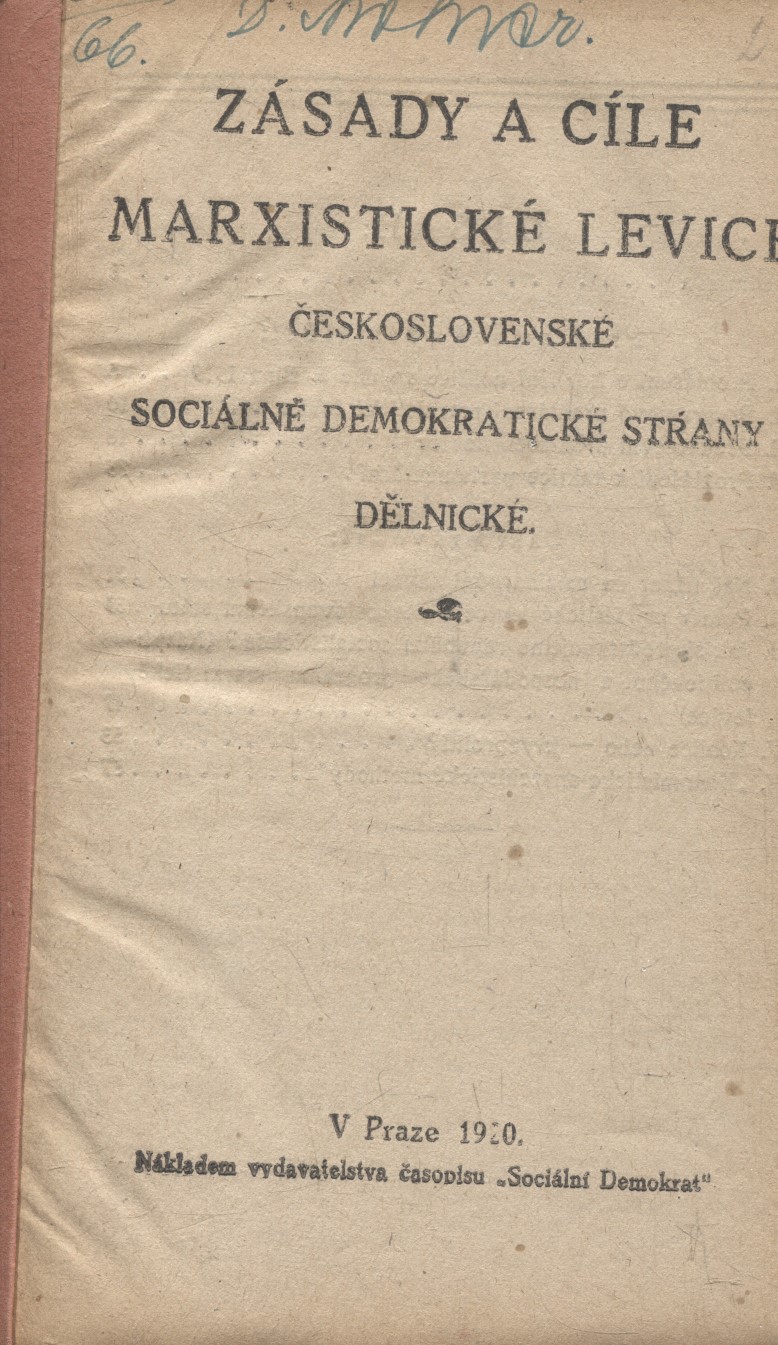 66.
ZÁSADY A CÍLE
MARXISTICKÉ LEVICE
ČESKOSLOVENSKÉ
SOCIÁLNĚ DEMOKRATICKÉ STRANY
DĚLNICKÉ.
V Praze 1920.
Nákladem vydavatelstva časopisu „Sociální Demokrat"